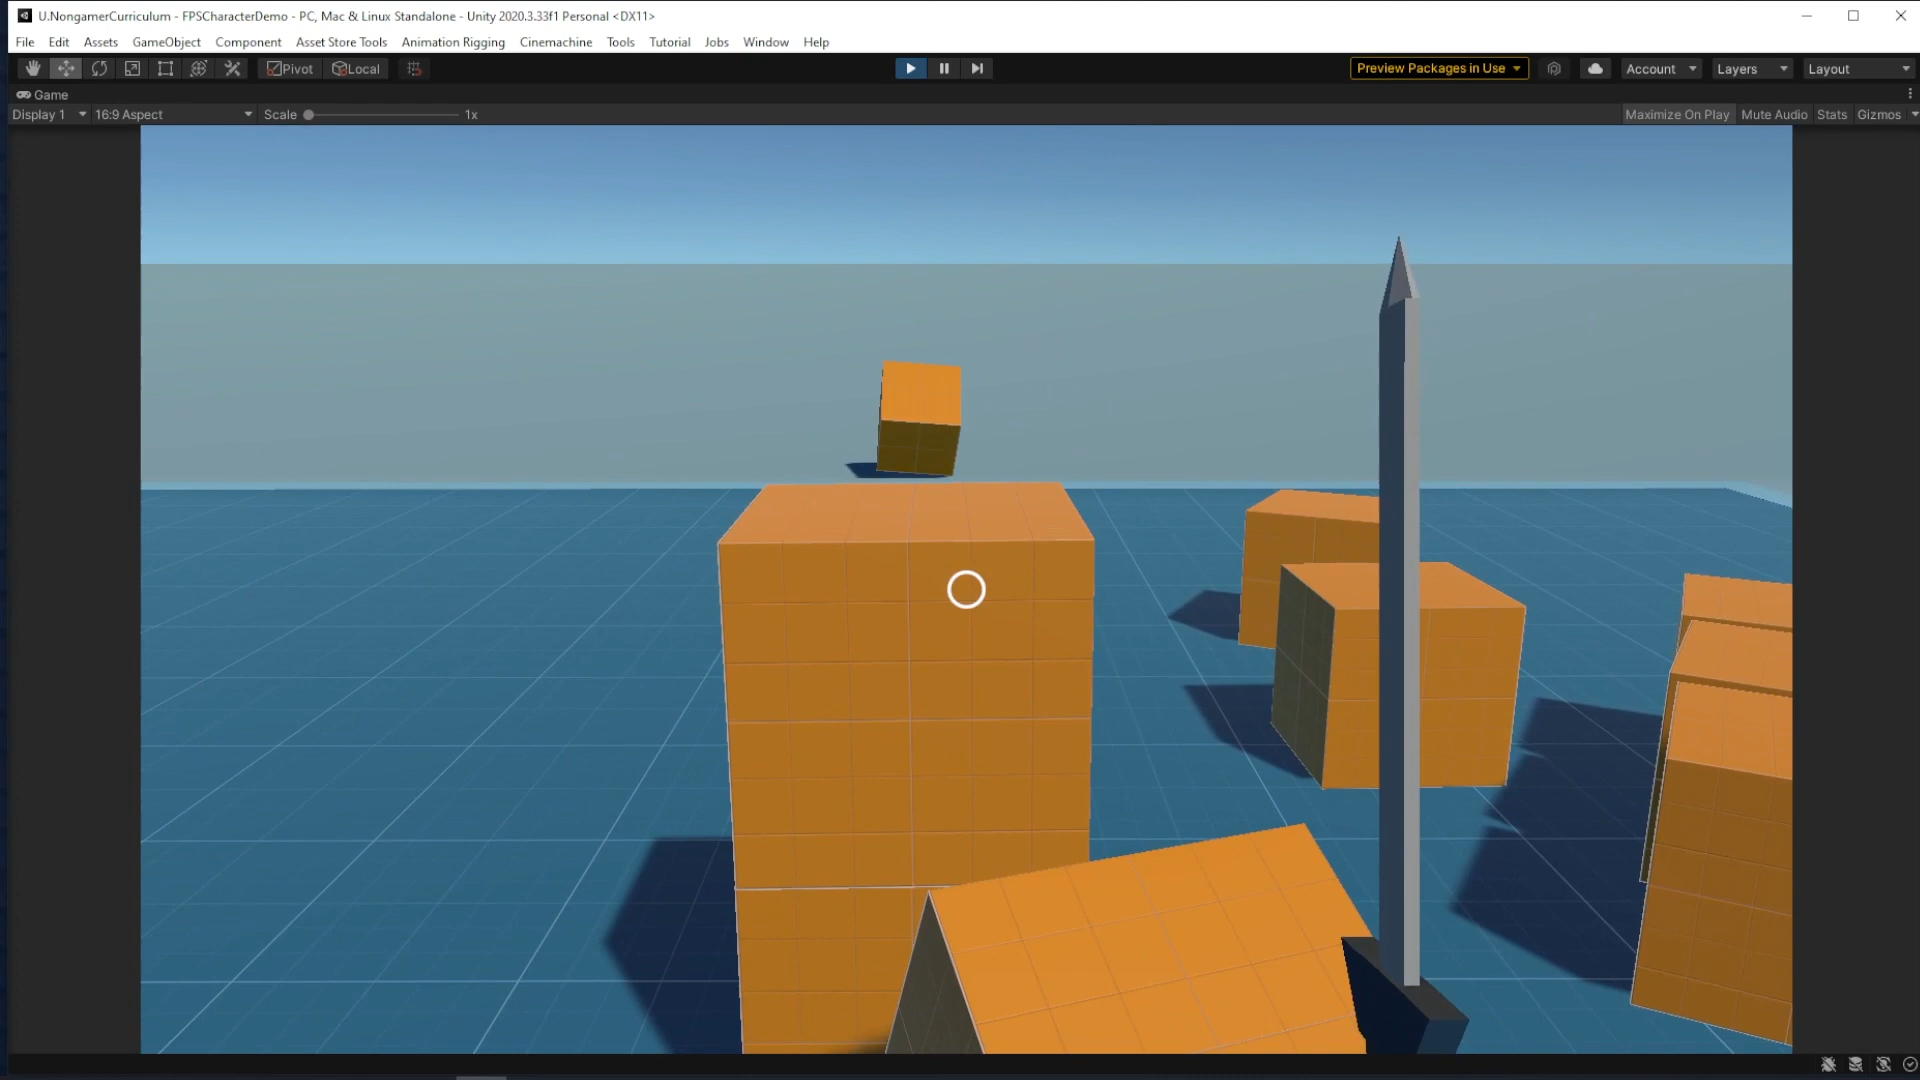 U.NongamerCurriculum - FPSCharacterDemo - PC, Mac & Linux Standalone - Unity 2020.3.33f1 Personal <DX11>
File Edit Assets GameObject Component Asset Store Tools Animation Rigging Cinemachine Tools Tutorial Jobs Window Help
Pivot Local Preview Packages in Use Account Layers Layout
Game
Display 1 16:9 Aspect Scale 1x Maximize On Play Mute Audio Stats Gizmos